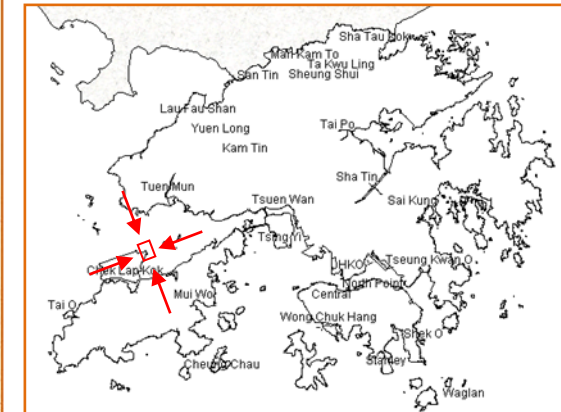 Sha Tau Kok
Man Kam To
Ta Kwu Ling
San Tin
Sheung Shui
Lau Fau Shan
Yuen Long
Tai Po
Kam Tin
Sha Tin
Tuen Mun
Tsuen Wan
Sai Kung
Tsing Yi
HKO
Tseung Kwan O
Chek Lap Kok
North Point
Mui Wo
Central
Tai O
Wong Chuk Hang
Shek O
Stanley
Cheung Chau
Waglan